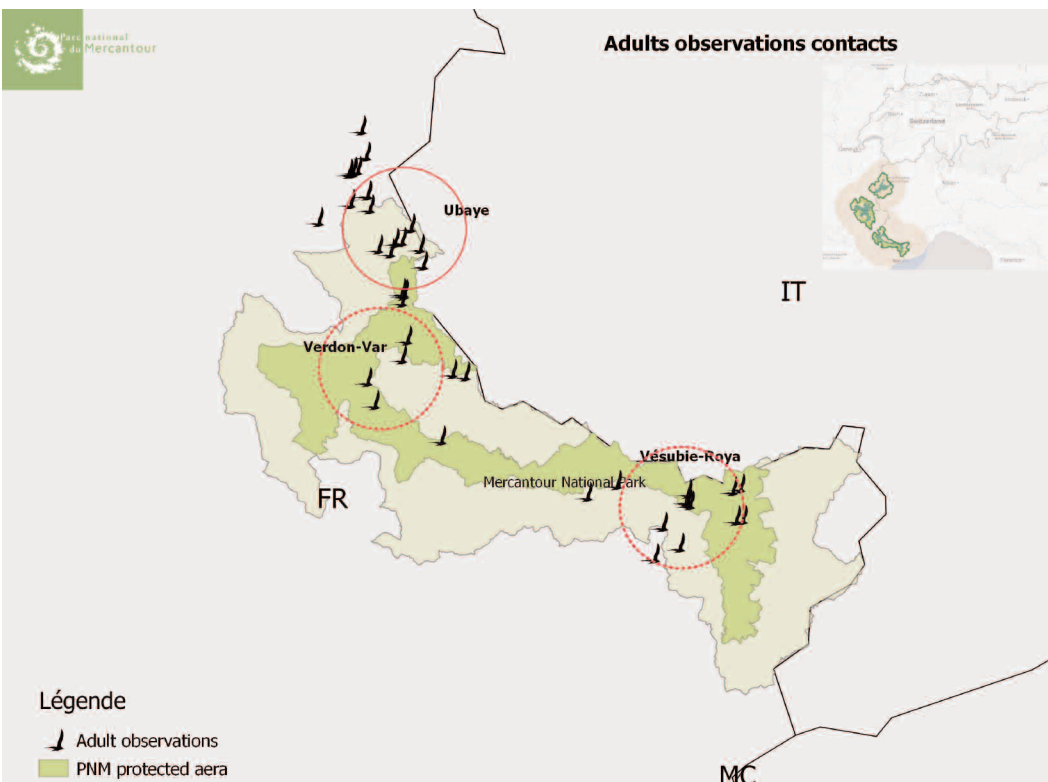 Parc national
du Mercantour
Adults observations contacts
Switzerland
Ubaye
IT
Verdon-Var
Vésubie-Roya
Mercantour National Park
FR
Légende
Adult observations
PNM protected aera
MC